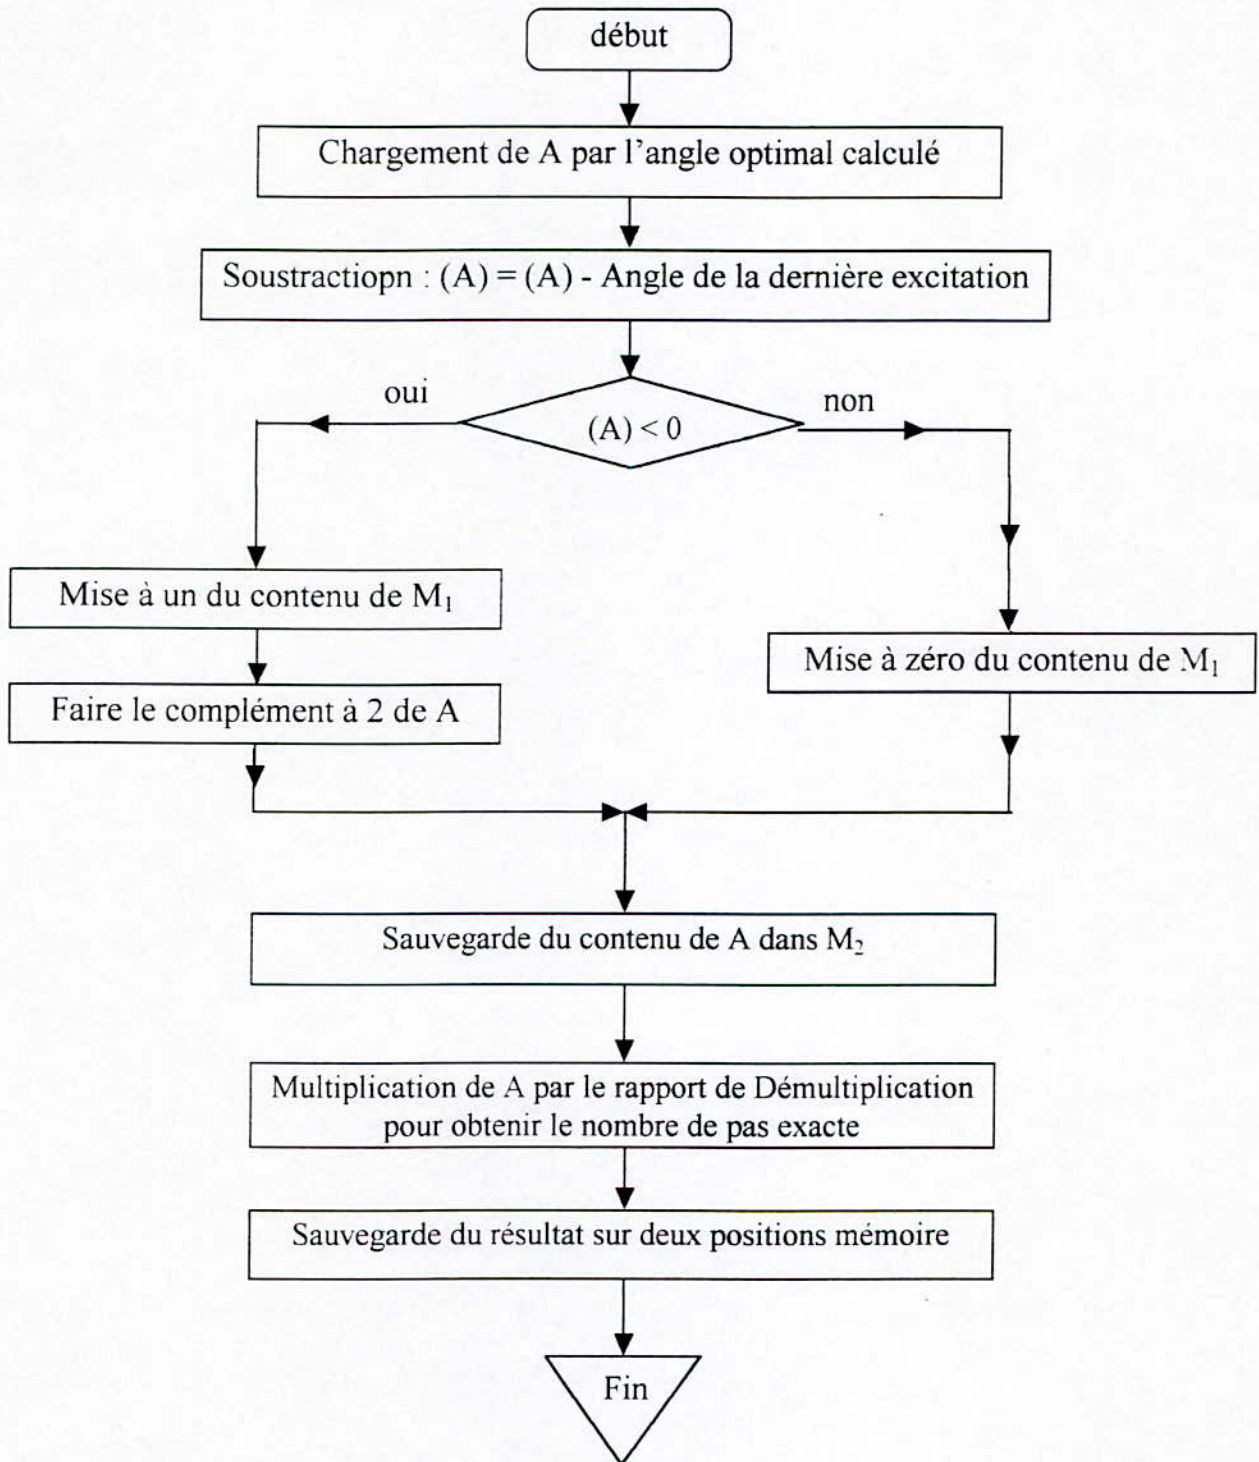 début
Chargement de A par l'angle optimal calculé
Soustractiopn : (A) = (A) - Angle de la dernière excitation
oui
non
(A) < 0
Mise à un du contenu de M₁
Mise à zéro du contenu de M₁
Faire le complément à 2 de A
Sauvegarde du contenu de A dans M₂
Multiplication de A par le rapport de Démultiplication
pour obtenir le nombre de pas exacte
Sauvegarde du résultat sur deux positions mémoire
Fin